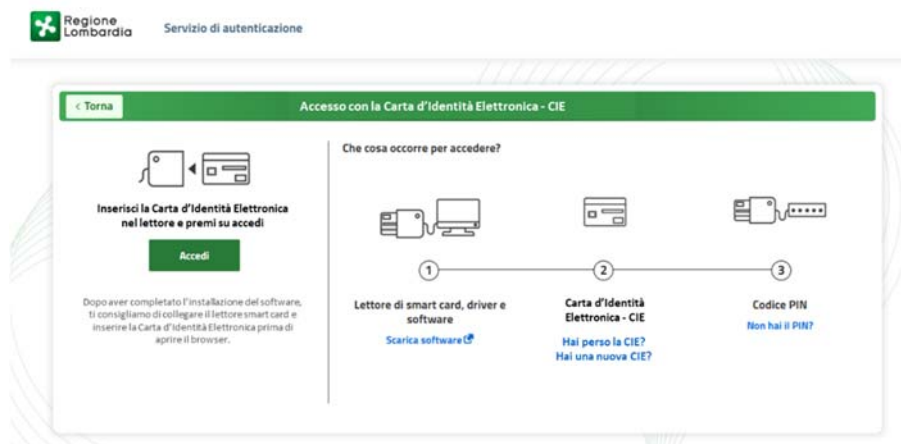 Regione
Lombardia
Servizio di autenticazione
< Torna
Accesso con la Carta d'Identità Elettronica - CIE
Inserisci la Carta d'Identità Elettronica
nel lettore e premi su accedi
Accedi
Dopo aver completato l'installazione del software,
ti consigliamo di collegare il lettore smart card e
inserire la Carta d'Identità Elettronica prima di
aprire il browser.
Che cosa occorre per accedere?
1
Lettore di smart card, driver e
software
Scarica software
2
Carta d'Identità
Elettronica - CIE
Hai perso la CIE?
Hai una nuova CIE?
3
Codice PIN
Non hai il PIN?